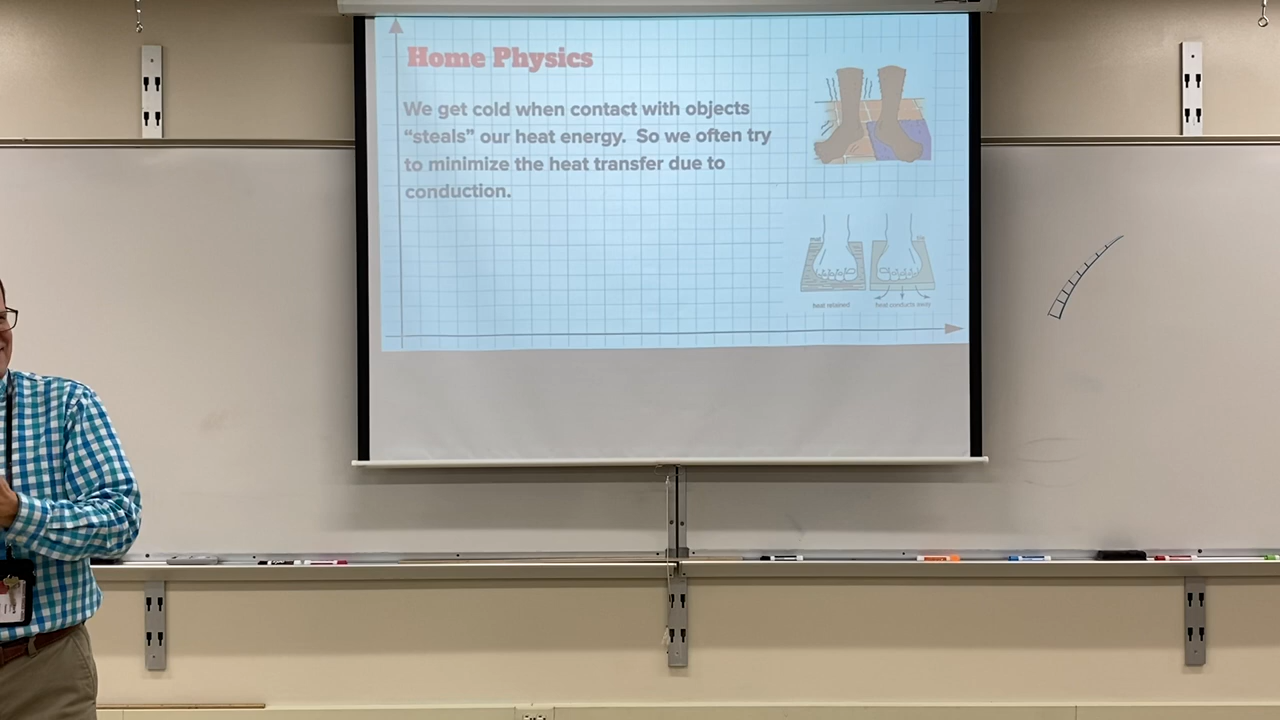 Home Physics
We get cold when contact with objects
“steals” our heat energy.  So we often try
to minimize the heat transfer due to
conduction.
heat retained
heat conducts away